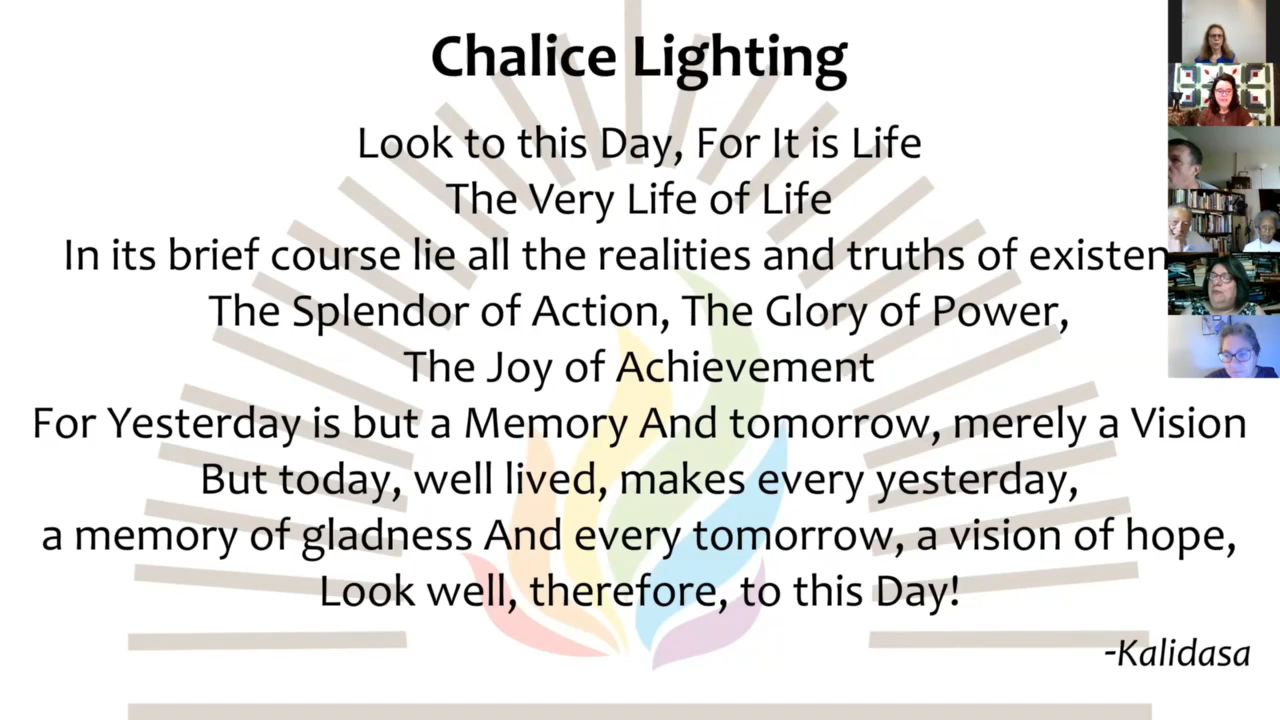 Chalice Lighting
Look to this Day, For It is Life
The Very Life of Life
In its brief course lie all the realities and truths of existen
The Splendor of Action, The Glory of Power,
The Joy of Achievement
For Yesterday is but a Memory And tomorrow, merely a Vision
But today, well lived, makes every yesterday,
a memory of gladness And every tomorrow, a vision of hope,
Look well, therefore, to this Day!
-Kalidasa